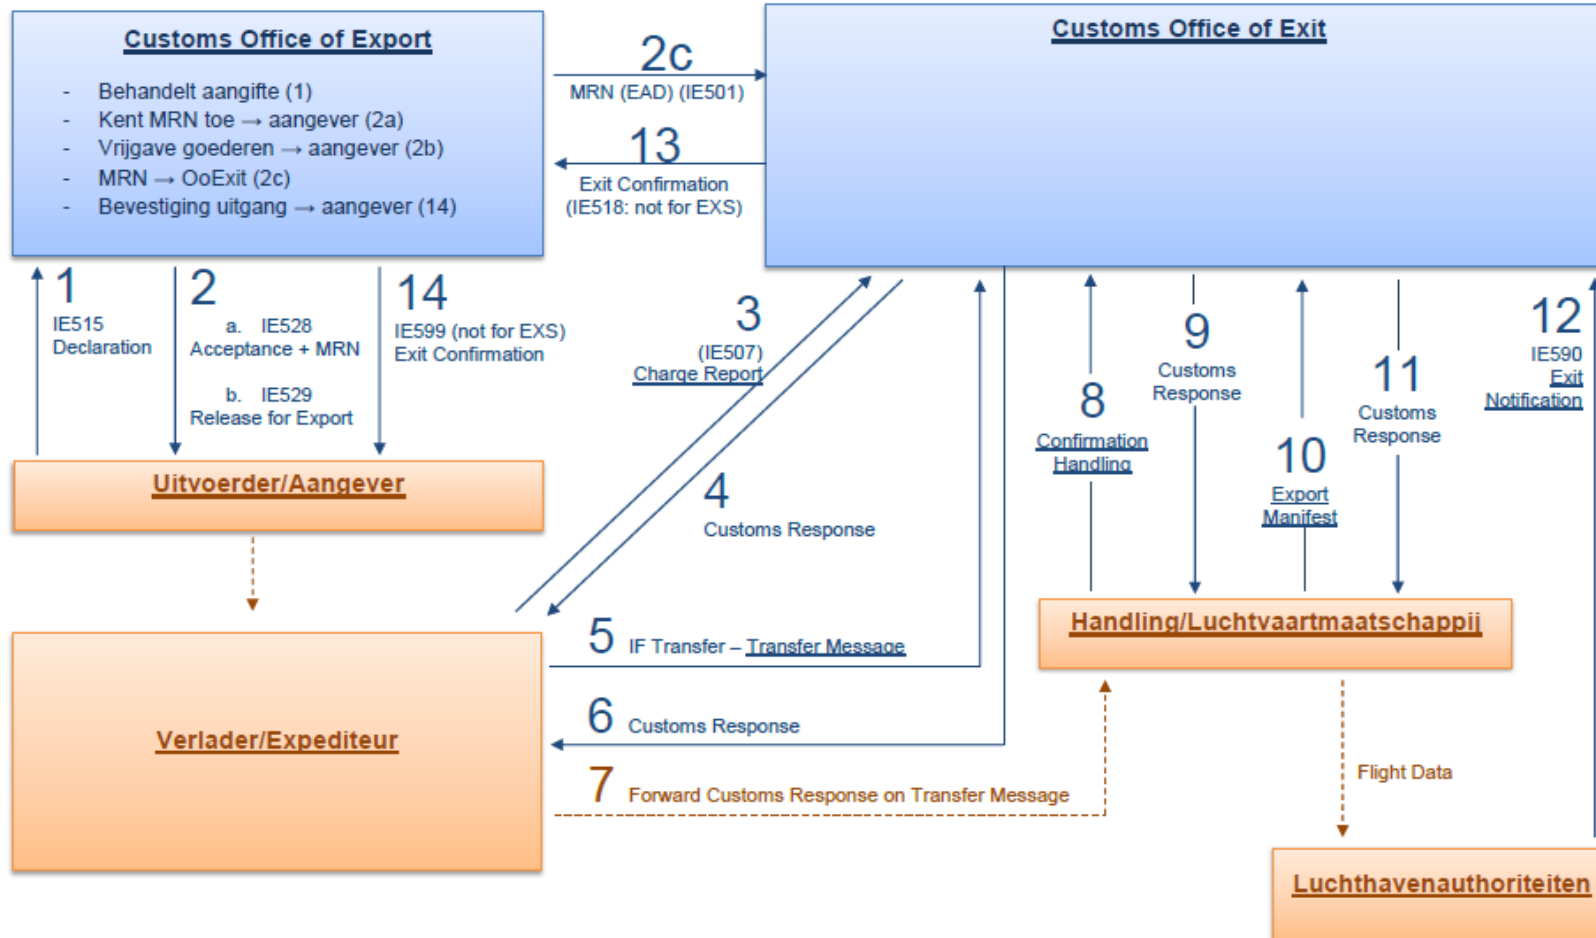 Customs Office of Export
- Behandelt aangifte (1)
- Kent MRN toe → aangever (2a)
- Vrijgave goederen → aangever (2b)
- MRN → OoExit (2c)
- Bevestiging uitgang → aangever (14)
2c
MRN (EAD) (IE501)
13
Exit Confirmation
(IE518: not for EXS)
Customs Office of Exit
1
IE515
Declaration
2
a. IE528
Acceptance + MRN
b. IE529
Release for Export
14
IE599 (not for EXS)
Exit Confirmation
3
(IE507)
Charge Report
4
Customs Response
8
Confirmation
Handling
9
Customs
Response
10
Export
Manifest
11
Customs
Response
12
IE590
Exit
Notification
Uitvoerder/Aangever
Verlader/Expediteur
5 IF Transfer – Transfer Message
6 Customs Response
7 Forward Customs Response on Transfer Message
Handling/Luchtvaartmaatschappij
Flight Data
Luchthavenauthoriteiten